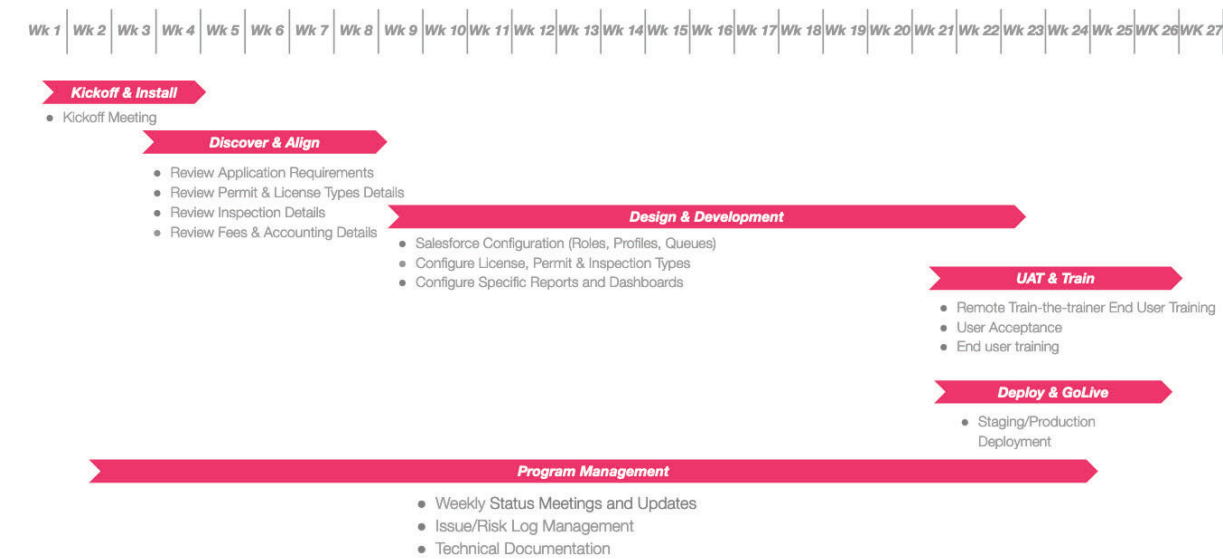 Wk 1 Wk 2 Wk 3 Wk 4 Wk 5 Wk 6 Wk 7 Wk 8 Wk 9 Wk 10 Wk 11 Wk 12 Wk 13 Wk 14 Wk 15 Wk 16 Wk 17 Wk 18 Wk 19 Wk 20 Wk 21 Wk 22 Wk 23 Wk 24 Wk 25 WK 26 WK 27
Kickoff & Install
• Kickoff Meeting
Discover & Align
• Review Application Requirements
• Review Permit & License Types Details
• Review Inspection Details
• Review Fees & Accounting Details
Design & Development
• Salesforce Configuration (Roles, Profiles, Queues)
• Configure License, Permit & Inspection Types
• Configure Specific Reports and Dashboards
UAT & Train
• Remote Train-the-trainer End User Training
• User Acceptance
• End user training
Deploy & GoLive
• Staging/Production
Deployment
Program Management
• Weekly Status Meetings and Updates
• Issue/Risk Log Management
• Technical Documentation